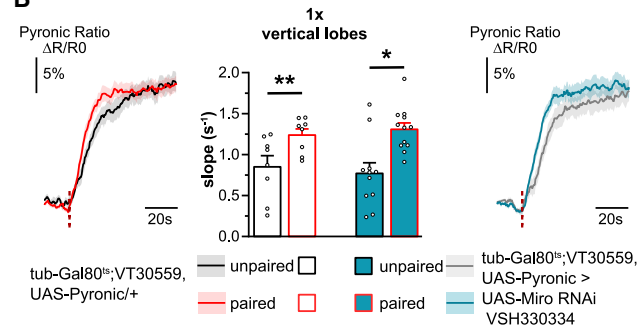 B
1x
vertical lobes
Pyronic Ratio
ΔR/R0
5%
20s
**
*
slope (s⁻¹)
2.0
1.5
1.0
0.5
0.0
Pyronic Ratio
ΔR/R0
5%
20s
tub-Gal80ᵗˢ;VT30559,
UAS-Pyronic/+
unpaired
paired
unpaired
paired
tub-Gal80ᵗˢ;VT30559,
UAS-Pyronic >
UAS-Miro RNAi
VSH330334